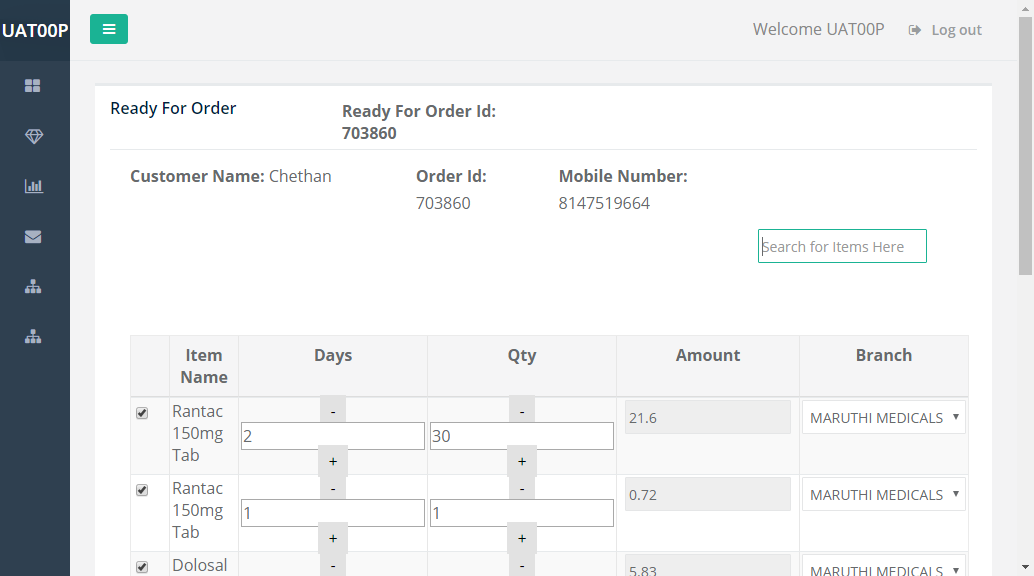 UAT00P
Welcome UAT00P
Log out
Ready For Order
Ready For Order Id:
703860
Customer Name: Chethan
Order Id:
703860
Mobile Number:
8147519664
Search for Items Here
Item Name
Days
Qty
Amount
Branch
Rantac
150mg
Tab
-
2
+
-
30
+
21.6
MARUTHI MEDICALS
Rantac
150mg
Tab
-
1
+
-
1
+
0.72
MARUTHI MEDICALS
Dolosal
-
-
5.83
MARUTHI MEDICALS